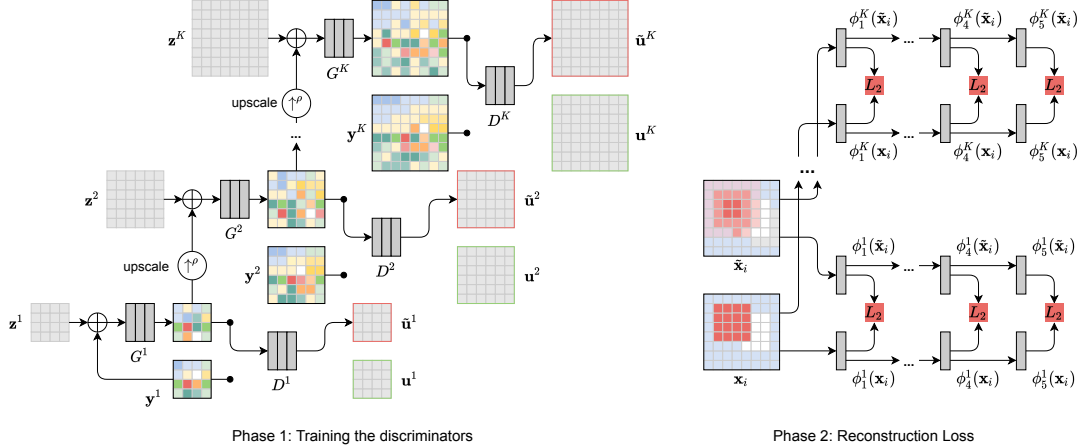 z^K
G^K
D^K
ũ^K
upscale
↑^ρ
y^K
u^K
...
z^2
G^2
D^2
ũ^2
upscale
↑^ρ
y^2
u^2
z^1
G^1
D^1
ũ^1
y^1
u^1
Phase 1: Training the discriminators
ϕ_1^K(x̃_i) ϕ_4^K(x̃_i) ϕ_5^K(x̃_i)
... 
L_2 L_2 L_2
...
ϕ_1^K(x_i) ϕ_4^K(x_i) ϕ_5^K(x_i)
...
x̃_i
x_i
ϕ_1^1(x̃_i) ϕ_4^1(x̃_i) ϕ_5^1(x̃_i)
...
L_2 L_2 L_2
...
ϕ_1^1(x_i) ϕ_4^1(x_i) ϕ_5^1(x_i)
Phase 2: Reconstruction Loss